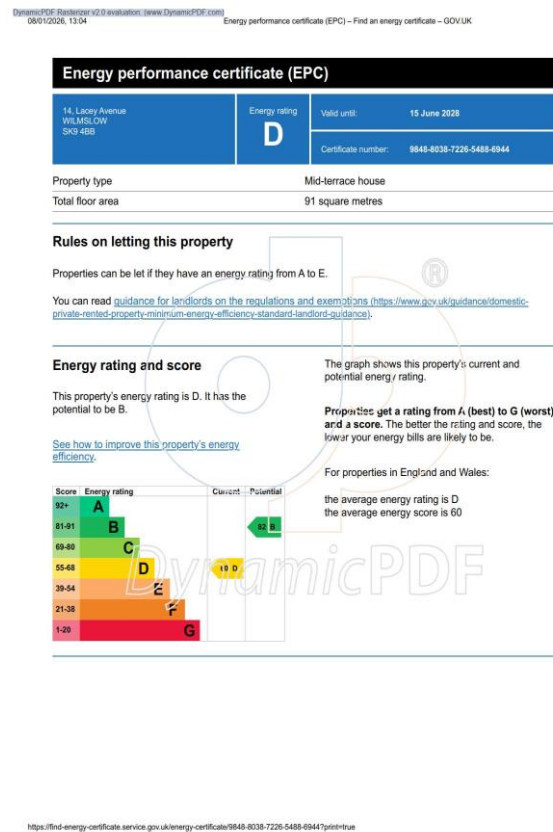 DynamicPDF Rasterizer v2.0 evaluation. (www.DynamicPDF.com)
08/01/2026, 13:04 Energy performance certificate (EPC) – Find an energy certificate – GOV.UK
Energy performance certificate (EPC)
14, Lacey Avenue
WILMSLOW
SK9 4BB
Energy rating
D
Valid until: 15 June 2028
Certificate number: 9848-8038-7226-5488-6944
Property type Mid-terrace house
Total floor area 91 square metres
Rules on letting this property
Properties can be let if they have an energy rating from A to E.
You can read guidance for landlords on the regulations and exemptions (https://www.gov.uk/guidance/domestic-
private-rented-property-minimum-energy-efficiency-standard-landlord-guidance).
Energy rating and score
This property's energy rating is D. It has the
potential to be B.
See how to improve this property's energy
efficiency.
Score Energy rating Current Potential
92+ A
81-91 B 82 B
69-80 C
55-68 D D
39-54 E
21-38 F
1-20 G
The graph shows this property's current and
potential energy rating.
Properties get a rating from A (best) to G (worst)
and a score. The better the rating and score, the
lower your energy bills are likely to be.
For properties in England and Wales:
the average energy rating is D
the average energy score is 60
DynamicPDF
®
https://find-energy-certificate.service.gov.uk/energy-certificate/9848-8038-7226-5488-6944?print=true